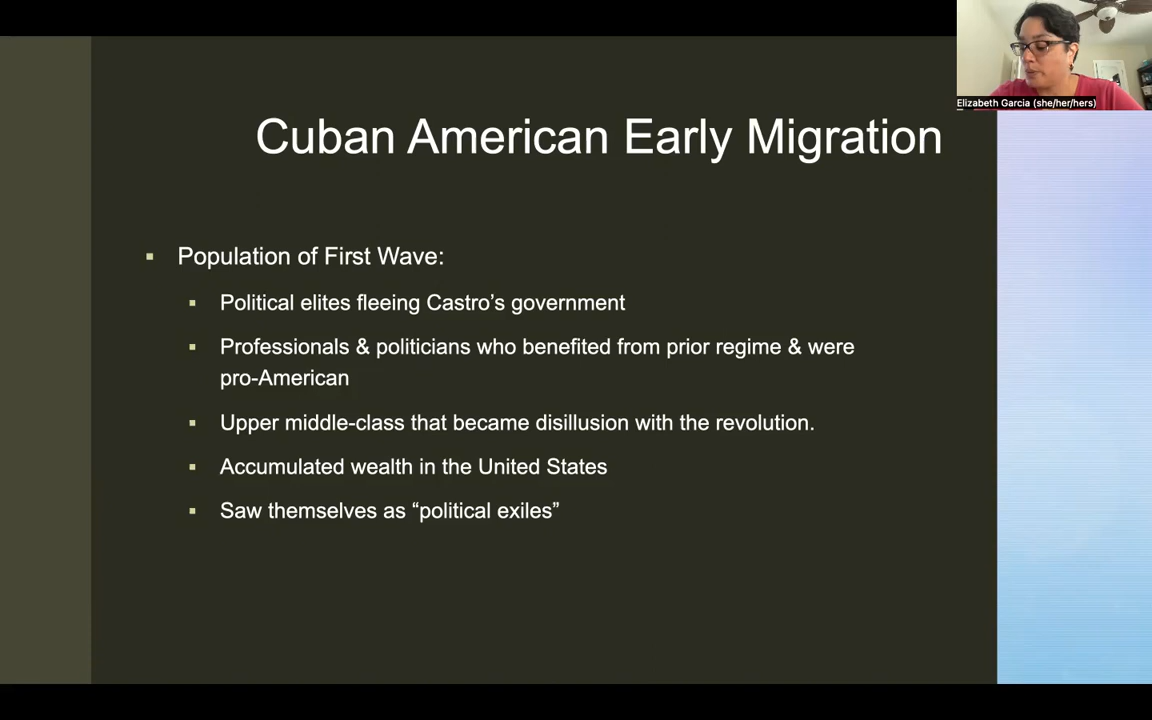 Elizabeth Garcia (she/her/hers)
Cuban American Early Migration
Population of First Wave:
Political elites fleeing Castro’s government
Professionals & politicians who benefited from prior regime & were
pro-American
Upper middle-class that became disillusion with the revolution.
Accumulated wealth in the United States
Saw themselves as “political exiles”